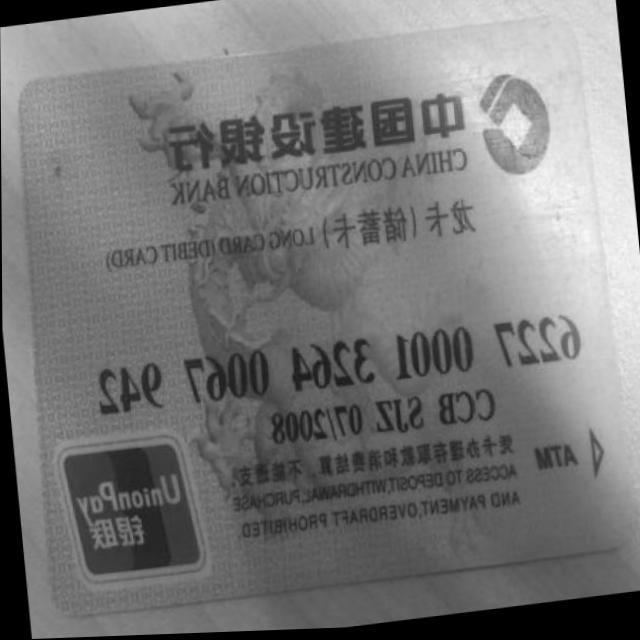 中国建设银行
CHINA CONSTRUCTION BANK
龙卡(储蓄卡)
LONG CARD (DEBIT CARD)
6227 0001 3264 0067 942
CCB SJZ 07/2008
ATM
凭卡办理存取款和消费结算,不能透支.
ACCESS TO DEPOSIT,WITHDRAWAL,PURCHASE
AND PAYMENT.OVERDRAFT PROHIBITED.
UnionPay
银联